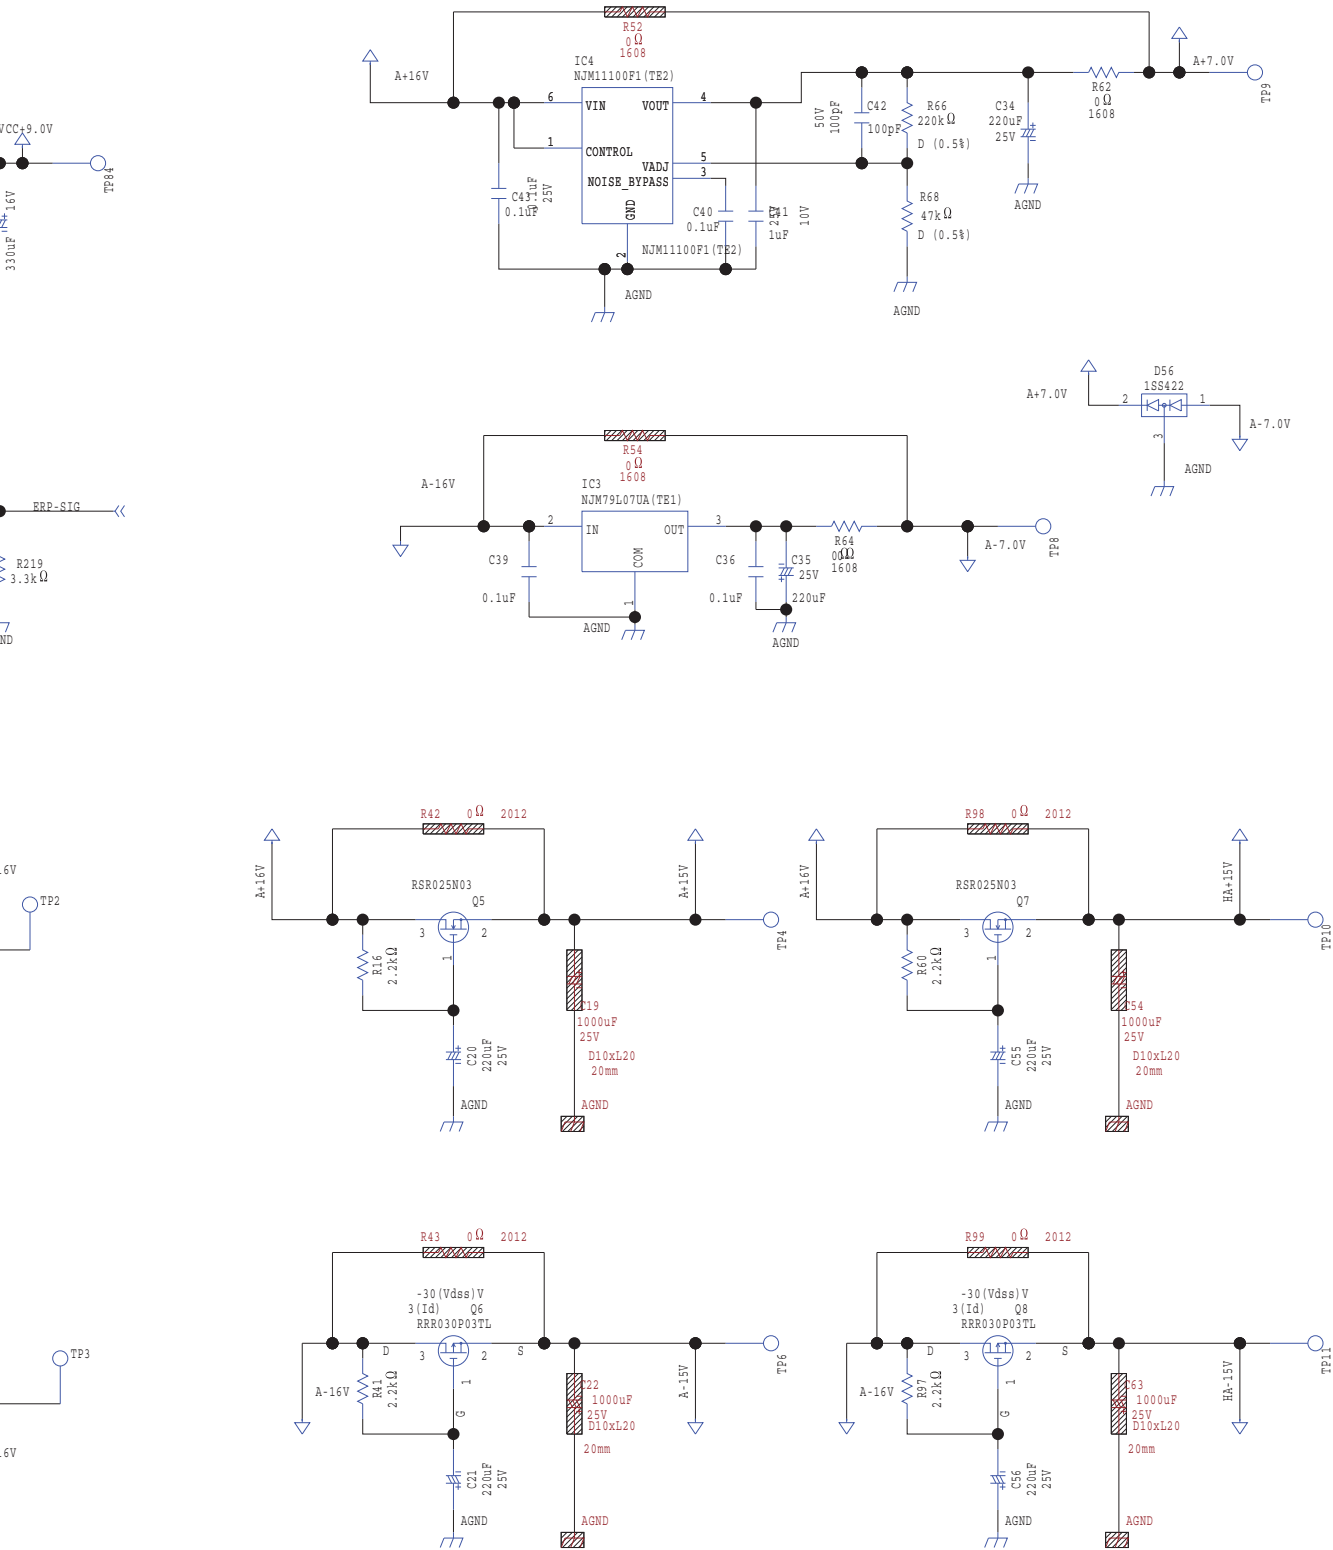 R52
0Ω
1608
IC4
NJM11100F1(TE2)
A+16V
6
VIN
VOUT
4
1
CONTROL
VADJ
5
NOISE_BYPASS
3
GND
2
NJM11100F1(TE2)
C43
0.1uF
25V
C40
0.1uF
1uF
10V
AGND
50V
100pF
C42
100pF
R66
220kΩ
D (0.5%)
R68
47kΩ
D (0.5%)
AGND
C34
220uF
25V
AGND
R62
0Ω
1608
A+7.0V
TP9
VCC+9.0V
TP84
16V
330uF
D56
1SS422
A+7.0V
2
1
3
A-7.0V
AGND
R54
0Ω
1608
A-16V
IC3
NJM79L07UA(TE1)
2
IN
OUT
3
COM
1
C39
0.1uF
AGND
C36
0.1uF
C35
25V
220uF
AGND
R64
1608
A-7.0V
TP8
ERP-SIG
R219
3.3kΩ
ND
R42 0Ω 2012
A+16V
RSR025N03
Q5
3
2
1
R16
2.2kΩ
C20
220uF
25V
AGND
C19
1000uF
25V
D10xL20
20mm
AGND
A+15V
TP4
R98 0Ω 2012
A+16V
RSR025N03
Q7
3
2
1
R60
2.2kΩ
C55
220uF
25V
AGND
C54
1000uF
25V
D10xL20
20mm
AGND
HA+15V
TP10
6V
TP2
R43 0Ω 2012
-30(Vdss)V
3(Id) Q6
RRR030P03TL
D
3
2
S
1
G
A-16V
R41
2.2kΩ
C21
220uF
25V
AGND
C22
1000uF
25V
D10xL20
20mm
AGND
A-15V
TP6
R99 0Ω 2012
-30(Vdss)V
3(Id) Q8
RRR030P03TL
D
3
2
S
1
G
A-16V
R97
2.2kΩ
C56
220uF
25V
AGND
C63
1000uF
25V
D10xL20
20mm
AGND
HA-15V
TP11
TP3
6V